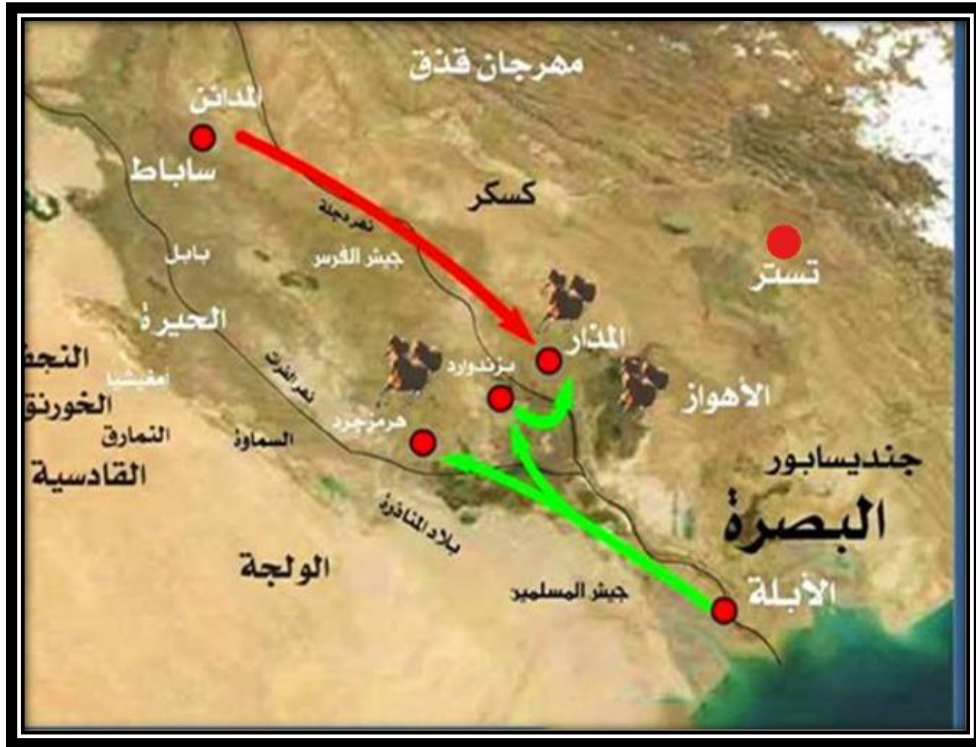 مهرجان قذق
المدائن
ساباط
كسكر
نهر دجلة
جيش الفرس
بابل
تستر
الحيرة
المذار
بزندوارد
النجف
أمغيشيا
نهر الفرات
الأهواز
الخورنق
هرمزجرد
النمارق
السماوة
القادسية
جنديسابور
البصرة
بلاد المناذرة
الولجة
جيش المسلمين
الأبلة